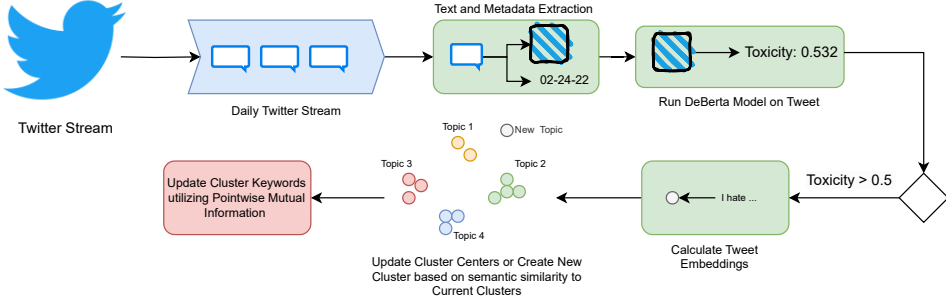 Twitter Stream
Daily Twitter Stream
Text and Metadata Extraction
02-24-22
Toxicity: 0.532
Run DeBerta Model on Tweet
Toxicity > 0.5
I hate ...
Calculate Tweet
Embeddings
Topic 1
New Topic
Topic 2
Topic 3
Topic 4
Update Cluster Centers or Create New
Cluster based on semantic similarity to
Current Clusters
Update Cluster Keywords
utilizing Pointwise Mutual
Information